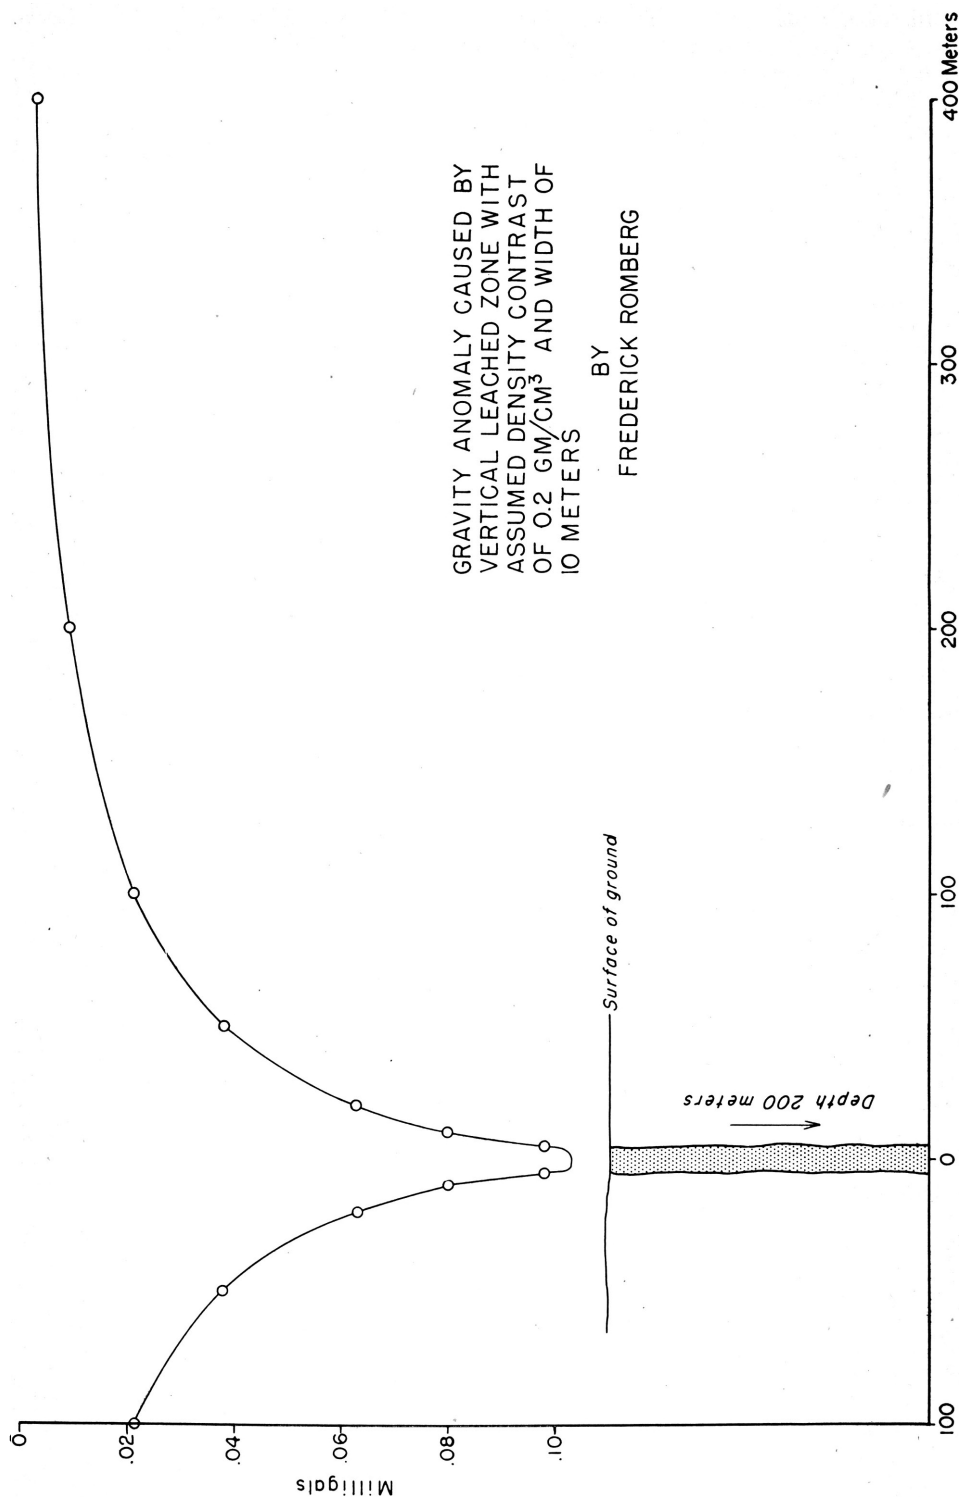 GRAVITY ANOMALY CAUSED BY
VERTICAL LEACHED ZONE WITH
ASSUMED DENSITY CONTRAST
OF 0.2 GM/CM³ AND WIDTH OF
10 METERS
BY
FREDERICK ROMBERG
Milligals
0
.02
.04
.06
.08
.10
Surface of ground
Depth 200 meters
100
0
100
200
300
400 Meters